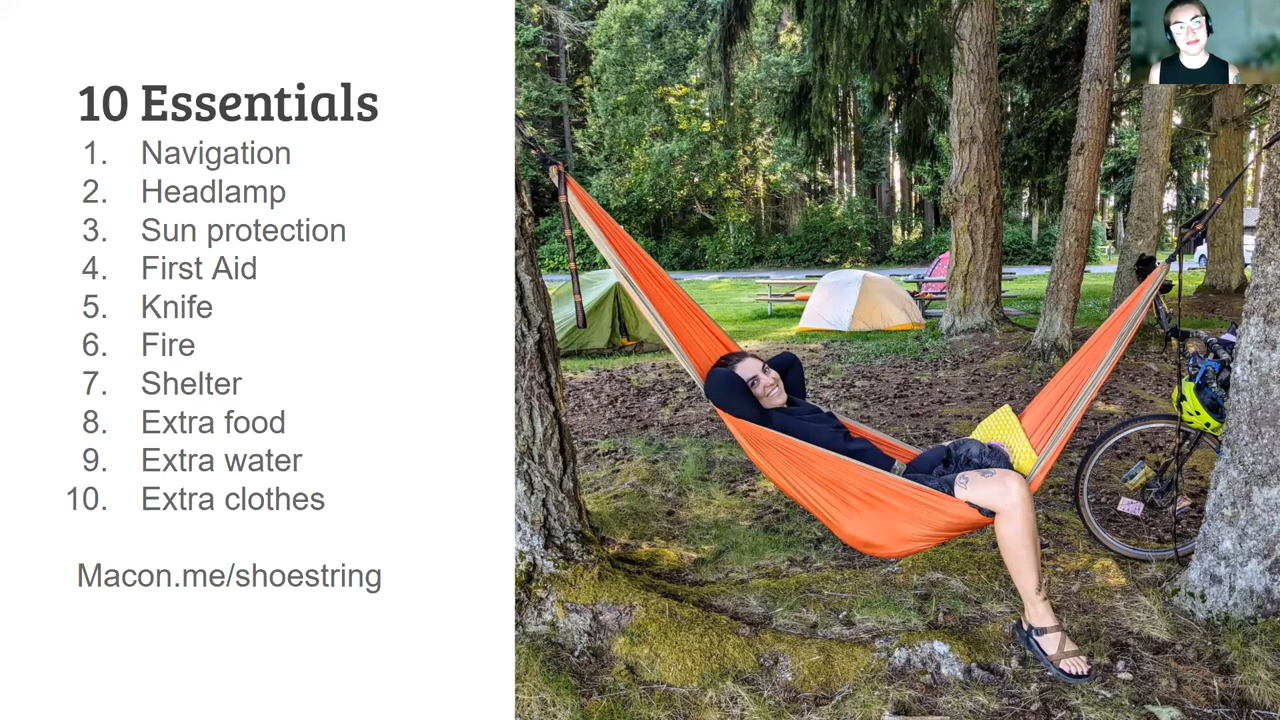 10 Essentials
1. Navigation
2. Headlamp
3. Sun protection
4. First Aid
5. Knife
6. Fire
7. Shelter
8. Extra food
9. Extra water
10. Extra clothes
Macon.me/shoestring